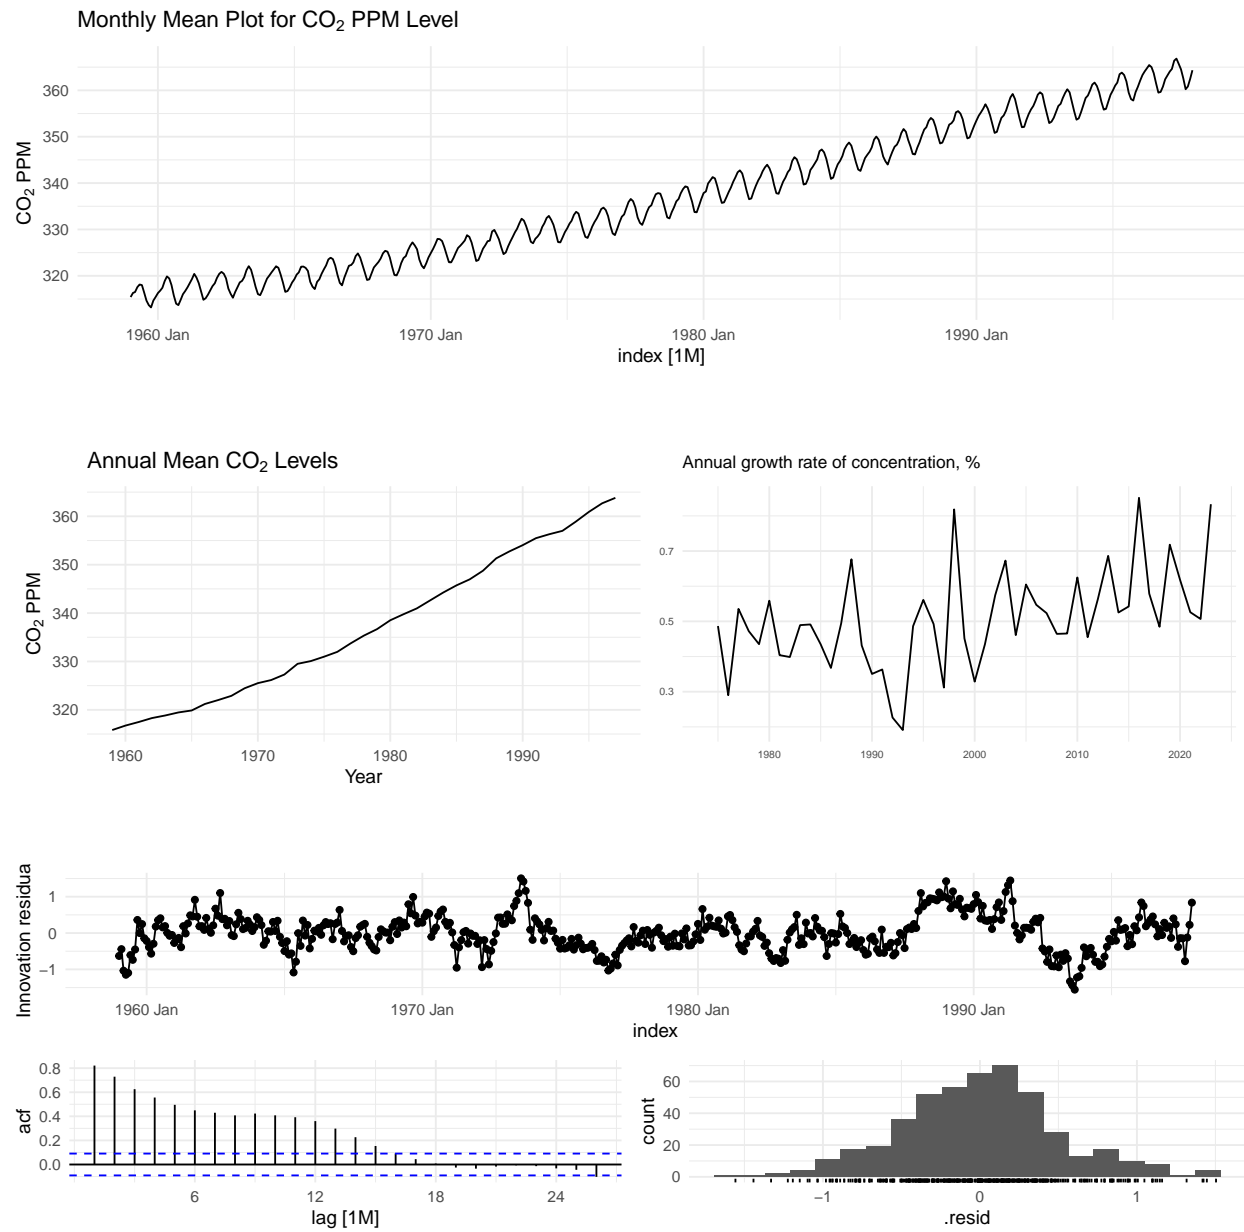 Monthly Mean Plot for CO₂ PPM Level
CO₂ PPM
360
350
340
330
320
1960 Jan 1970 Jan 1980 Jan 1990 Jan
index [1M]
Annual Mean CO₂ Levels
CO₂ PPM
360
350
340
330
320
1960 1970 1980 1990
Year
Annual growth rate of concentration, %
0.7
0.5
0.3
1980 1990 2000 2010 2020
Innovation residua
1
0
−1
1960 Jan 1970 Jan 1980 Jan 1990 Jan
index
acf
0.8
0.6
0.4
0.2
0.0
6 12 18 24
lag [1M]
count
60
40
20
0
−1 0 1
.resid